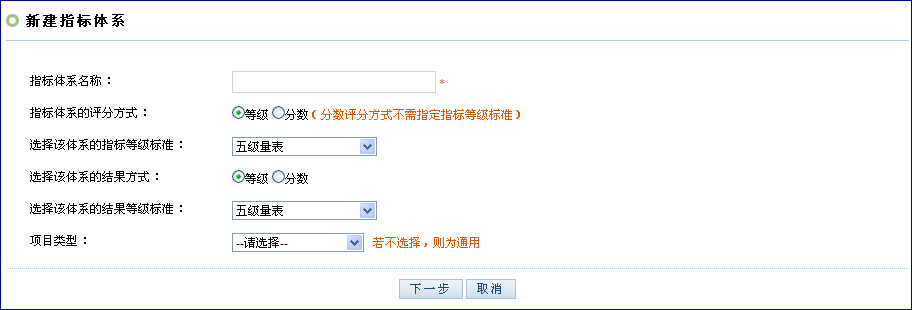 新建指标体系
指标体系名称： *
指标体系的评分方式： 等级 分数（分数评分方式不需指定指标等级标准）
选择该体系的指标等级标准： 五级量表
选择该体系的结果方式： 等级 分数
选择该体系的结果等级标准： 五级量表
项目类型： --请选择-- 若不选择，则为通用
下一步 取消